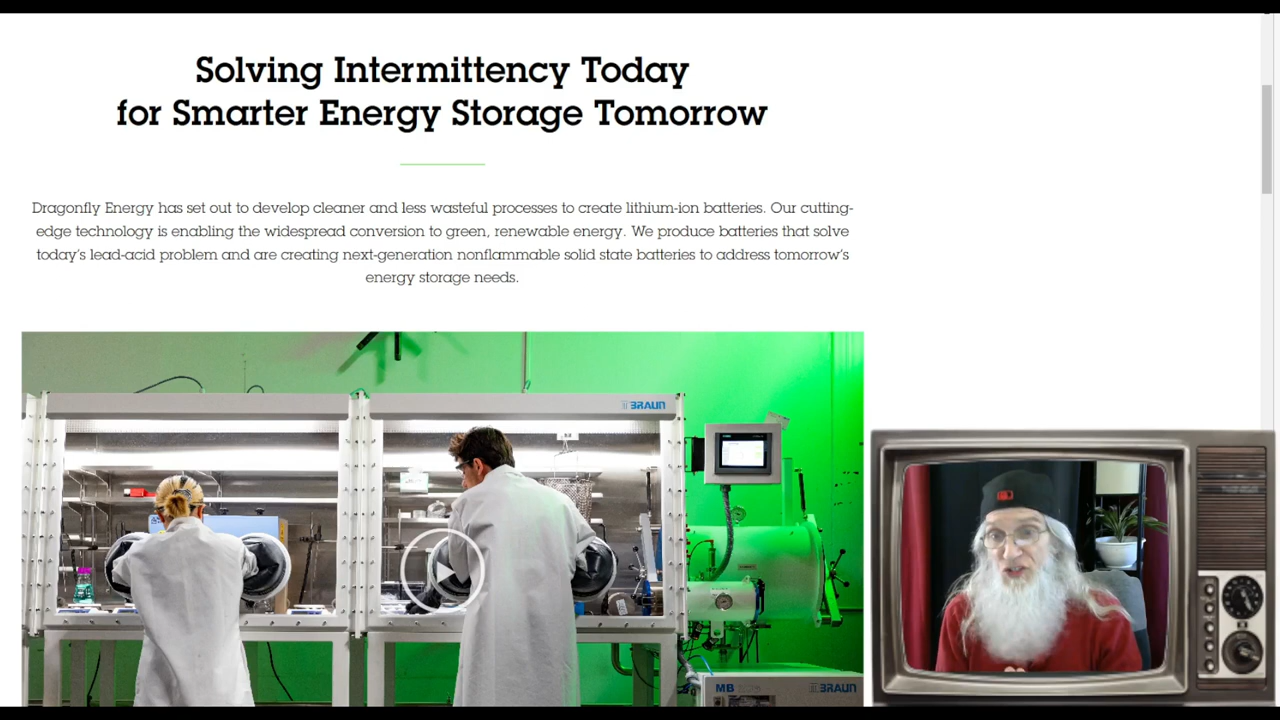 Solving Intermittency Today
for Smarter Energy Storage Tomorrow
Dragonfly Energy has set out to develop cleaner and less wasteful processes to create lithium-ion batteries. Our cutting-
edge technology is enabling the widespread conversion to green, renewable energy. We produce batteries that solve
today's lead-acid problem and are creating next-generation nonflammable solid state batteries to address tomorrow's
energy storage needs.
BRAUN
MB
BRAUN